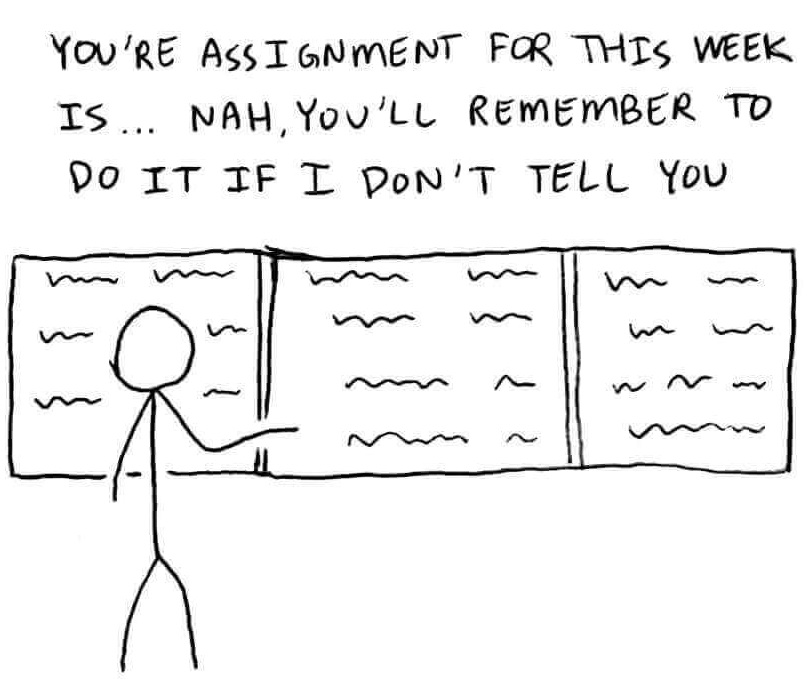 YOU'RE ASSIGNMENT FOR THIS WEEK
IS... NAH, YOU'LL REMEMBER TO
DO IT IF I DON'T TELL YOU